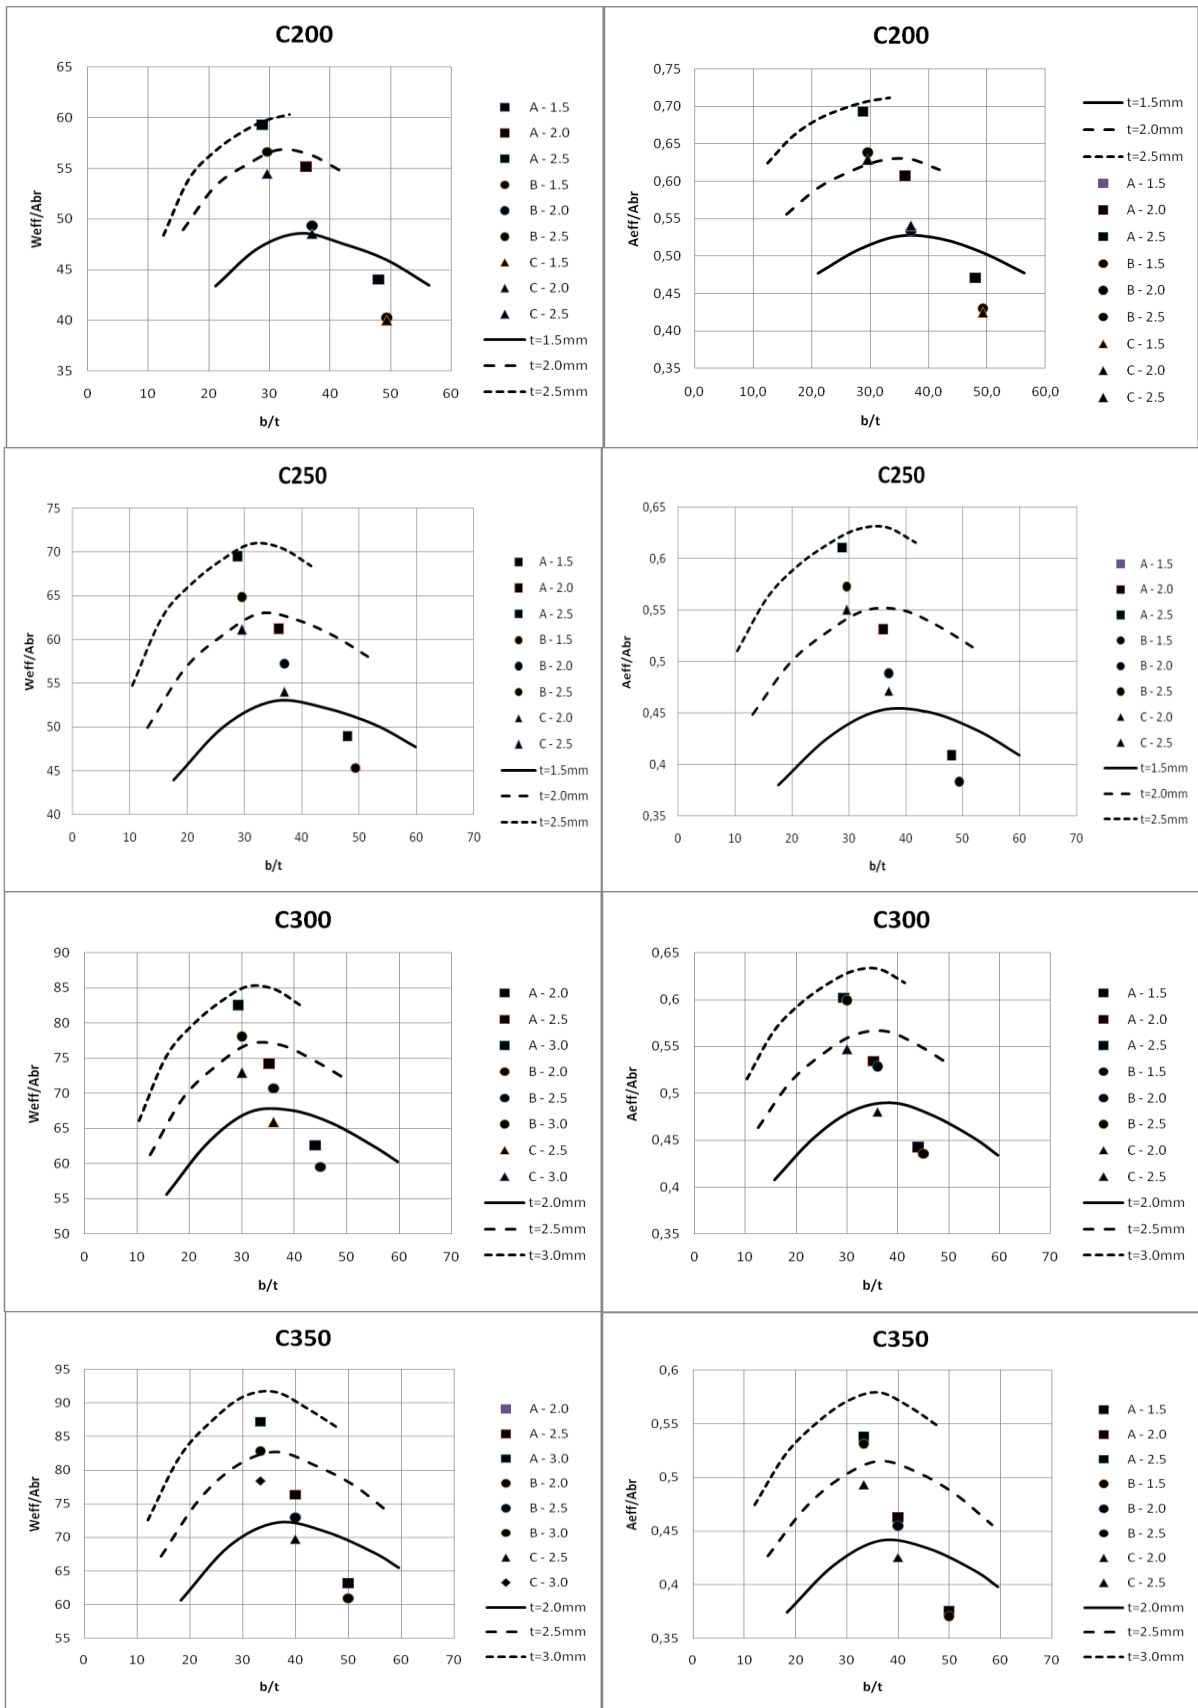 C200
65
60
55
50
45
40
35
0 10 20 30 40 50 60
Weff/Abr
b/t
A - 1.5
A - 2.0
A - 2.5
B - 1.5
B - 2.0
B - 2.5
C - 1.5
C - 2.0
C - 2.5
t=1.5mm
t=2.0mm
t=2.5mm
C200
0,75
0,70
0,65
0,60
0,55
0,50
0,45
0,40
0,35
0,0 10,0 20,0 30,0 40,0 50,0 60,0
Aeff/Abr
b/t
t=1.5mm
t=2.0mm
t=2.5mm
A - 1.5
A - 2.0
A - 2.5
B - 1.5
B - 2.0
B - 2.5
C - 1.5
C - 2.0
C - 2.5
C250
75
70
65
60
55
50
45
40
0 10 20 30 40 50 60 70
Weff/Abr
b/t
A - 1.5
A - 2.0
A - 2.5
B - 1.5
B - 2.0
B - 2.5
C - 2.0
C - 2.5
t=1.5mm
t=2.0mm
t=2.5mm
C250
0,65
0,6
0,55
0,5
0,45
0,4
0,35
0 10 20 30 40 50 60 70
Aeff/Abr
b/t
A - 1.5
A - 2.0
A - 2.5
B - 1.5
B - 2.0
B - 2.5
C - 2.0
C - 2.5
t=1.5mm
t=2.0mm
t=2.5mm
C300
90
85
80
75
70
65
60
55
50
0 10 20 30 40 50 60 70
Weff/Abr
b/t
A - 2.0
A - 2.5
A - 3.0
B - 2.0
B - 2.5
B - 3.0
C - 2.5
C - 3.0
t=2.0mm
t=2.5mm
t=3.0mm
C300
0,65
0,6
0,55
0,5
0,45
0,4
0,35
0 10 20 30 40 50 60 70
Aeff/Abr
b/t
A - 1.5
A - 2.0
A - 2.5
B - 1.5
B - 2.0
B - 2.5
C - 2.0
C - 2.5
t=2.0mm
t=2.5mm
t=3.0mm
C350
95
90
85
80
75
70
65
60
55
0 10 20 30 40 50 60 70
Weff/Abr
b/t
A - 2.0
A - 2.5
A - 3.0
B - 2.0
B - 2.5
B - 3.0
C - 2.5
C - 3.0
t=2.0mm
t=2.5mm
t=3.0mm
C350
0,6
0,55
0,5
0,45
0,4
0,35
0 10 20 30 40 50 60 70
Aeff/Abr
b/t
A - 1.5
A - 2.0
A - 2.5
B - 1.5
B - 2.0
B - 2.5
C - 2.0
C - 2.5
t=2.0mm
t=2.5mm
t=3.0mm